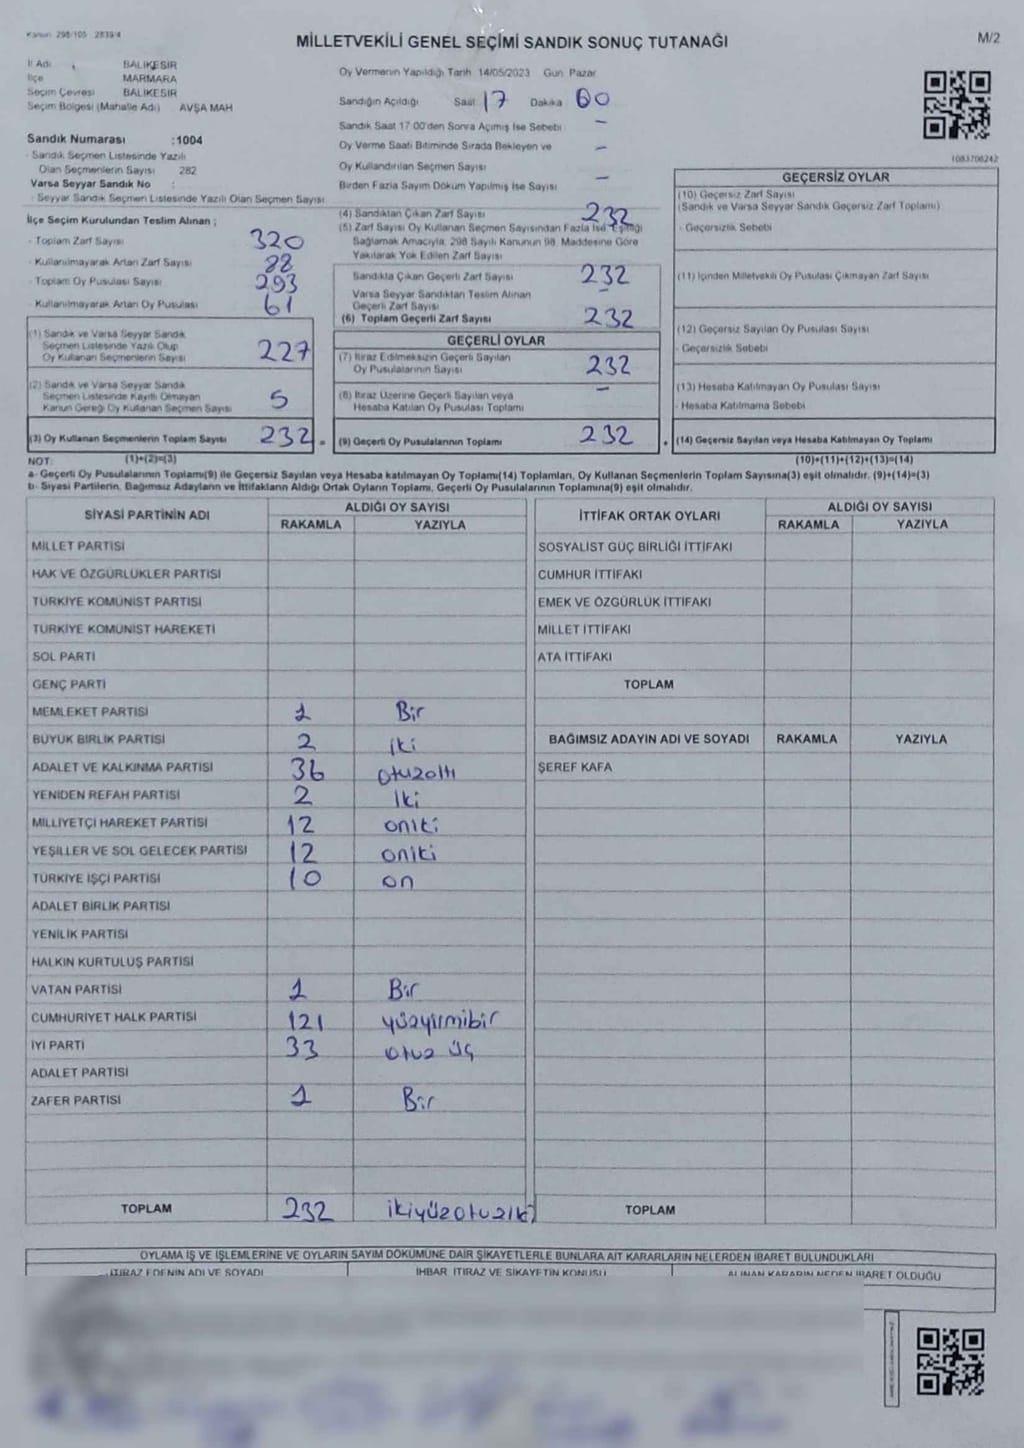 Kanun 298/105 2839/4
MİLLETVEKİLİ GENEL SEÇİMİ SANDIK SONUÇ TUTANAĞI
M/2
İl Adı : BALIKESİR
İlçe MARMARA
Seçim Çevresi BALIKESİR
Seçim Bölgesi (Mahalle Adı) AVŞA MAH
Sandık Numarası :1004
- Sandık Seçmen Listesinde Yazılı
Olan Seçmenlerin Sayısı 282
Varsa Seyyar Sandık No :
- Seyyar Sandık Seçmen Listesinde Yazılı Olan Seçmen Sayısı
Oy Vermenin Yapıldığı Tarih 14/05/2023 Gün Pazar
Sandığın Açıldığı Saat 17 Dakika 00
Sandık Saat 17 00'den Sonra Açımış İse Sebebi –
Oy Verme Saati Bitiminde Sırada Bekleyen ve –
Oy Kullandırılan Seçmen Sayısı
Birden Fazla Sayım Döküm Yapılmış İse Sayısı –
1083706242
İlçe Seçim Kurulundan Teslim Alınan ;
- Toplam Zarf Sayısı 320
- Kullanılmayarak Artan Zarf Sayısı 88
- Toplam Oy Pusulası Sayısı 293
- Kullanılmayarak Artan Oy Pusulası 61
(1) Sandık ve Varsa Seyyar Sandık
Seçmen Listesinde Yazılı Olup
Oy Kullanan Seçmenlerin Sayısı 227
(2) Sandık ve Varsa Seyyar Sandık
Seçmen Listesinde Kayıtlı Olmayan
Kanun Gereği Oy Kullanan Seçmen Sayısı 5
(3) Oy Kullanan Seçmenlerin Toplam Sayısı 232 =
(4) Sandıktan Çıkan Zarf Sayısı 232
(5) Zarf Sayısı Oy Kullanan Seçmen Sayısından Fazla İse Eşitliği
Sağlamak Amacıyla, 298 Sayılı Kanunun 98. Maddesine Göre
Yakılarak Yok Edilen Zarf Sayısı
Sandıkta Çıkan Geçerli Zarf Sayısı 232
Varsa Seyyar Sandıktan Teslim Alınan
Geçerli Zarf Sayısı –
(6) Toplam Geçerli Zarf Sayısı 232
GEÇERLİ OYLAR
(7) İtiraz Edilmeksizin Geçerli Sayılan
Oy Pusulalarının Sayısı 232
(8) İtiraz Üzerine Geçerli Sayılan veya –
Hesaba Katılan Oy Pusulası Toplamı
(9) Geçerli Oy Pusulalarının Toplamı 232 +
GEÇERSİZ OYLAR
(10) Geçersiz Zarf Sayısı
(Sandık ve Varsa Seyyar Sandık Geçersiz Zarf Toplamı)
- Geçersizlik Sebebi
(11) İçinden Milletvekili Oy Pusulası Çıkmayan Zarf Sayısı
(12) Geçersiz Sayılan Oy Pusulası Sayısı
- Geçersizlik Sebebi
(13) Hesaba Katılmayan Oy Pusulası Sayısı
- Hesaba Katılmama Sebebi
(14) Geçersiz Sayılan veya Hesaba Katılmayan Oy Toplamı
NOT: (1)+(2)=(3) (10)+(11)+(12)+(13)=(14)
a- Geçerli Oy Pusulalarının Toplamı(9) ile Geçersiz Sayılan veya Hesaba katılmayan Oy Toplamı(14) Toplamları, Oy Kullanan Seçmenlerin Toplam Sayısına(3) eşit olmalıdır. (9)+(14)=(3)
b- Siyasi Partilerin, Bağımsız Adayların ve İttifakların Aldığı Ortak Oyların Toplamı, Geçerli Oy Pusulalarının Toplamına(9) eşit olmalıdır.
SİYASİ PARTİNİN ADI ALDIĞI OY SAYISI
RAKAMLA YAZIYLA
MİLLET PARTİSİ
HAK VE ÖZGÜRLÜKLER PARTİSİ
TÜRKİYE KOMÜNİST PARTİSİ
TÜRKİYE KOMÜNİST HAREKETİ
SOL PARTİ
GENÇ PARTİ
MEMLEKET PARTİSİ 1 Bir
BÜYÜK BİRLİK PARTİSİ 2 iki
ADALET VE KALKINMA PARTİSİ 36 otuzaltı
YENİDEN REFAH PARTİSİ 2 İki
MİLLİYETÇİ HAREKET PARTİSİ 12 oniki
YEŞİLLER VE SOL GELECEK PARTİSİ 12 oniki
TÜRKİYE İŞÇİ PARTİSİ 10 on
ADALET BİRLİK PARTİSİ
YENİLİK PARTİSİ
HALKIN KURTULUŞ PARTİSİ
VATAN PARTİSİ 1 Bir
CUMHURİYET HALK PARTİSİ 121 yüzyirmibir
İYİ PARTİ 33 otuz üç
ADALET PARTİSİ
ZAFER PARTİSİ 1 Bir
TOPLAM 232 ikiyüzotuziki
İTTİFAK ORTAK OYLARI ALDIĞI OY SAYISI
RAKAMLA YAZIYLA
SOSYALİST GÜÇ BİRLİĞİ İTTİFAKI
CUMHUR İTTİFAKI
EMEK VE ÖZGÜRLÜK İTTİFAKI
MİLLET İTTİFAKI
ATA İTTİFAKI
TOPLAM
BAĞIMSIZ ADAYIN ADI VE SOYADI RAKAMLA YAZIYLA
ŞEREF KAFA
TOPLAM
OYLAMA İŞ VE İŞLEMLERİNE VE OYLARIN SAYIM DÖKÜMÜNE DAİR ŞİKAYETLERLE BUNLARA AİT KARARLARIN NELERDEN İBARET BULUNDUKLARI
İTİRAZ EDENİN ADI VE SOYADI İHBAR İTİRAZ VE ŞİKAYETİN KONUSU ALINAN KARARIN NEDEN İBARET OLDUĞU